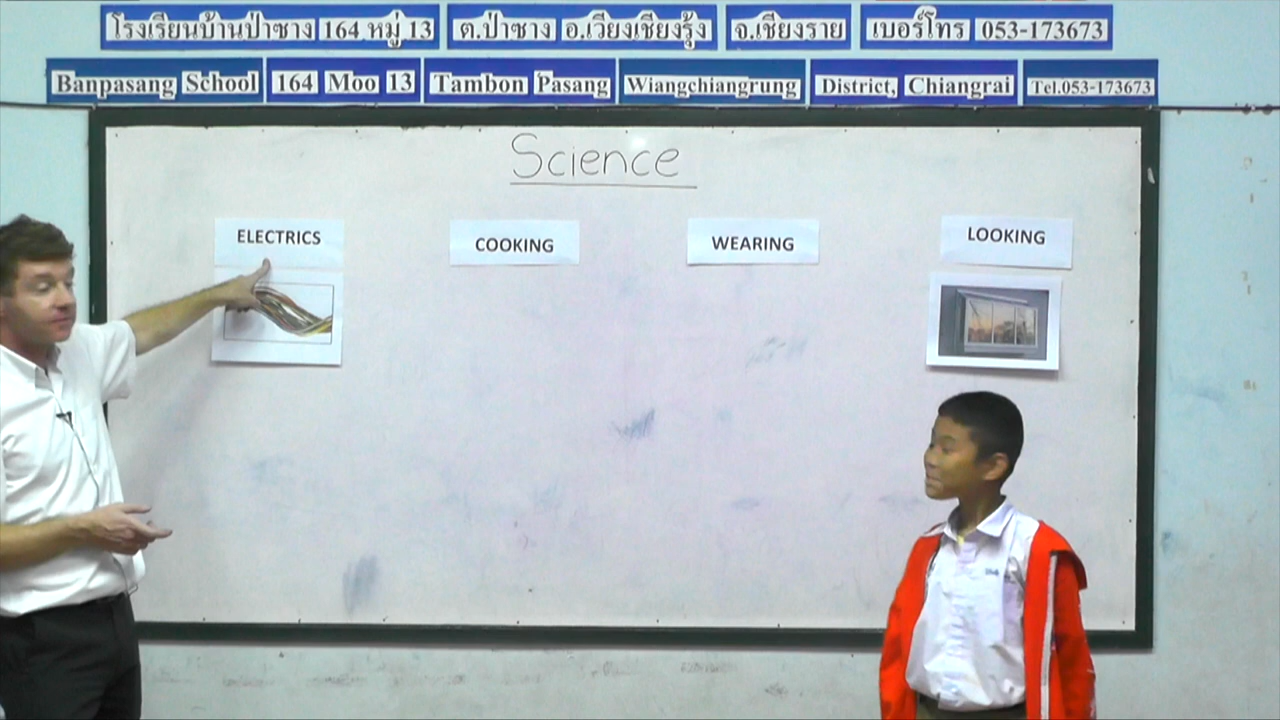 โรงเรียนบ้านป่าซาง 164 หมู่ 13 ต.ป่าซาง อ.เวียงเชียงรุ้ง จ.เชียงราย เบอร์โทร 053-173673
Banpasang School 164 Moo 13 Tambon Pasang Wiangchiangrung District, Chiangrai Tel.053-173673
Science
ELECTRICS COOKING WEARING LOOKING